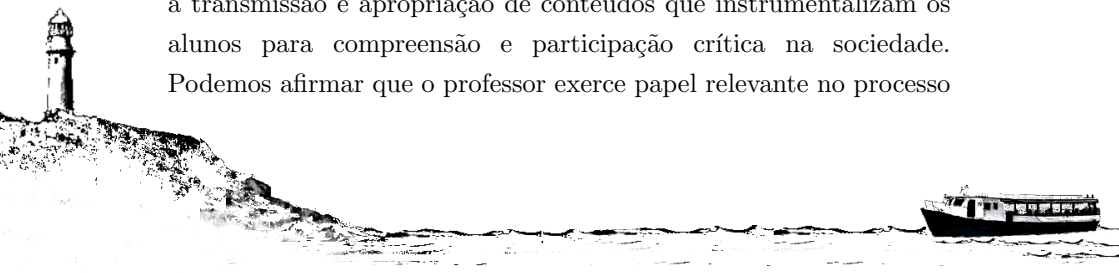 a transmissão e apropriação de conteúdos que instrumentalizam os
alunos para compreensão e participação crítica na sociedade.
Podemos afirmar que o professor exerce papel relevante no processo